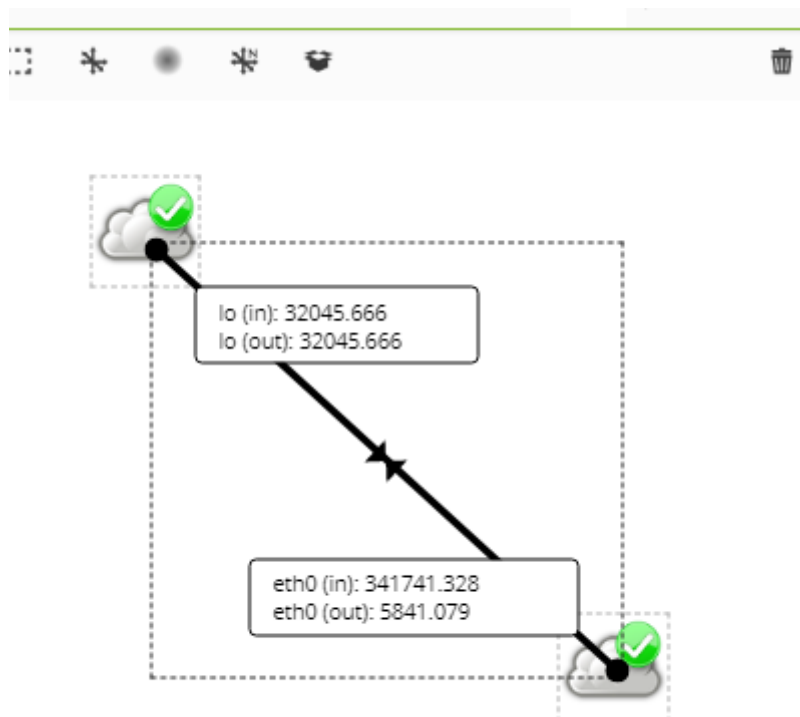 lo (in): 32045.666
lo (out): 32045.666
eth0 (in): 341741.328
eth0 (out): 5841.079